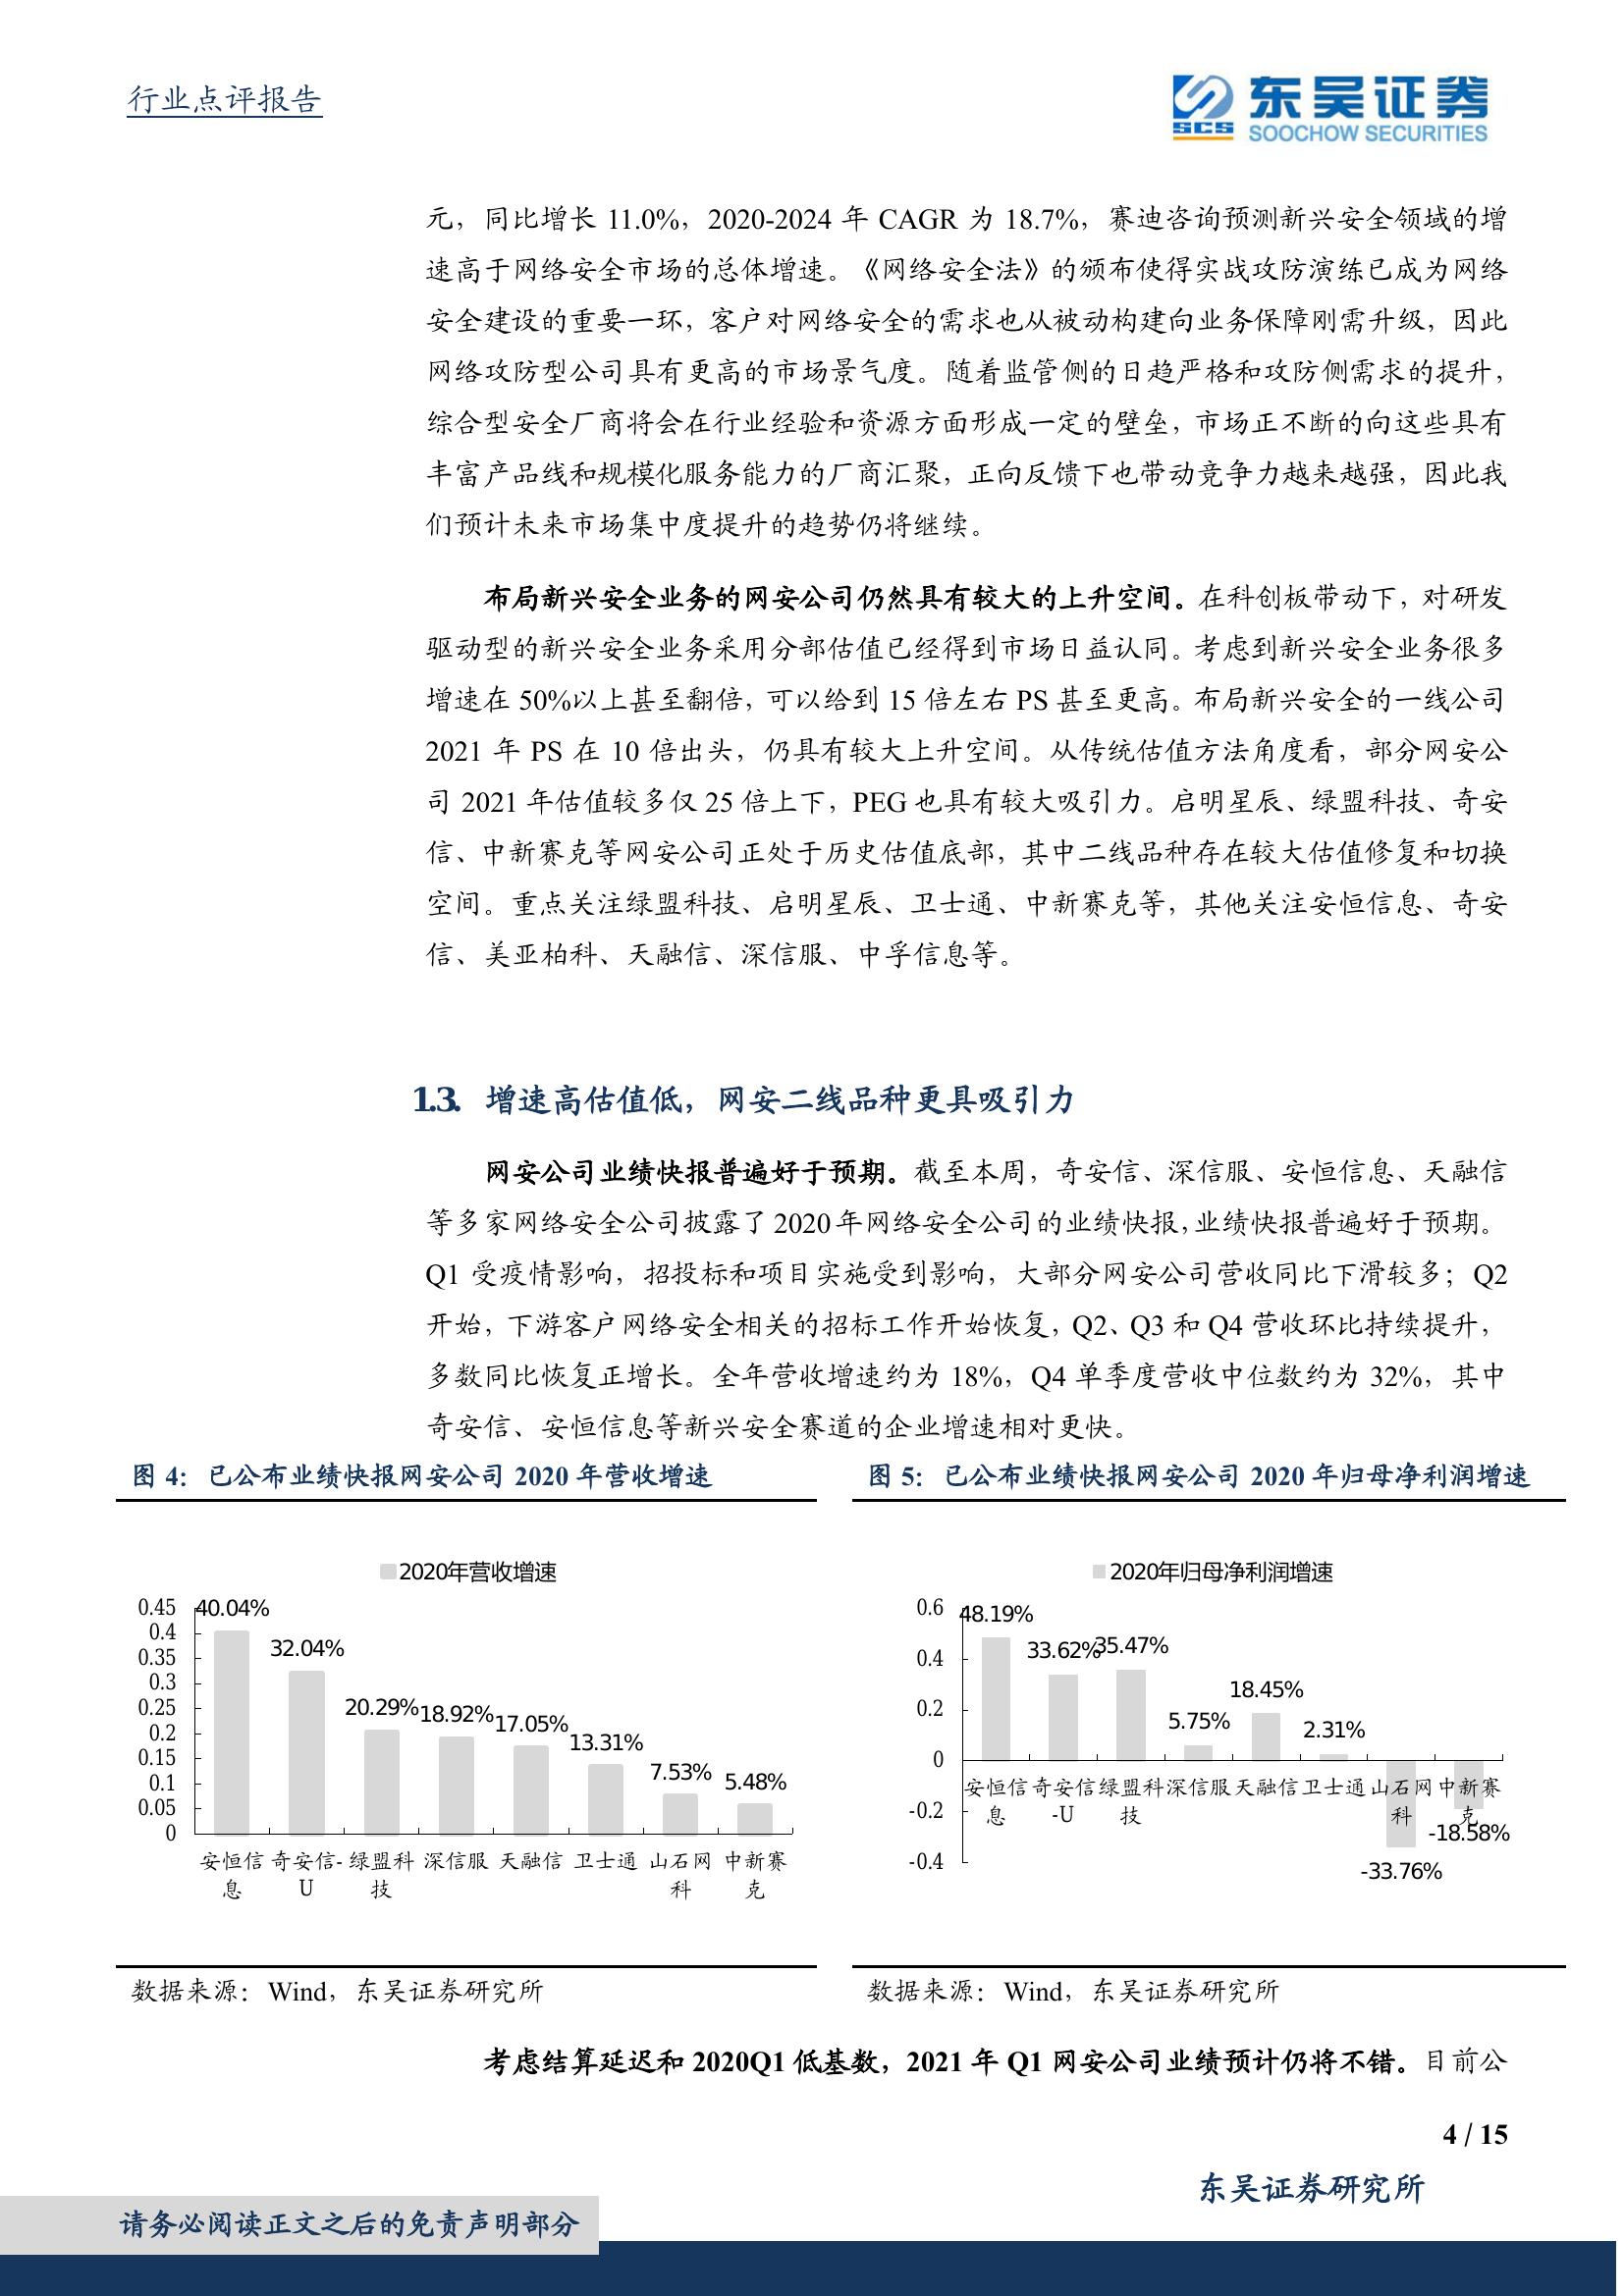 行业点评报告
东吴证券
SCS
SOOCHOW SECURITIES
元，同比增长 11.0%，2020-2024 年 CAGR 为 18.7%，赛迪咨询预测新兴安全领域的增
速高于网络安全市场的总体增速。《网络安全法》的颁布使得实战攻防演练已成为网络
安全建设的重要一环，客户对网络安全的需求也从被动构建向业务保障刚需升级，因此
网络攻防型公司具有更高的市场景气度。随着监管侧的日趋严格和攻防侧需求的提升，
综合型安全厂商将会在行业经验和资源方面形成一定的壁垒，市场正不断的向这些具有
丰富产品线和规模化服务能力的厂商汇聚，正向反馈下也带动竞争力越来越强，因此我
们预计未来市场集中度提升的趋势仍将继续。
布局新兴安全业务的网安公司仍然具有较大的上升空间。在科创板带动下，对研发
驱动型的新兴安全业务采用分部估值已经得到市场日益认同。考虑到新兴安全业务很多
增速在 50%以上甚至翻倍，可以给到 15 倍左右 PS 甚至更高。布局新兴安全的一线公司
2021 年 PS 在 10 倍出头，仍具有较大上升空间。从传统估值方法角度看，部分网安公
司 2021 年估值较多仅 25 倍上下，PEG 也具有较大吸引力。启明星辰、绿盟科技、奇安
信、中新赛克等网安公司正处于历史估值底部，其中二线品种存在较大估值修复和切换
空间。重点关注绿盟科技、启明星辰、卫士通、中新赛克等，其他关注安恒信息、奇安
信、美亚柏科、天融信、深信服、中孚信息等。
1.3. 增速高估值低，网安二线品种更具吸引力
网安公司业绩快报普遍好于预期。截至本周，奇安信、深信服、安恒信息、天融信
等多家网络安全公司披露了 2020 年网络安全公司的业绩快报，业绩快报普遍好于预期。
Q1 受疫情影响，招投标和项目实施受到影响，大部分网安公司营收同比下滑较多；Q2
开始，下游客户网络安全相关的招标工作开始恢复，Q2、Q3 和 Q4 营收环比持续提升，
多数同比恢复正增长。全年营收增速约为 18%，Q4 单季度营收中位数约为 32%，其中
奇安信、安恒信息等新兴安全赛道的企业增速相对更快。
图 4： 已公布业绩快报网安公司 2020 年营收增速
2020年营收增速
0.45
0.4
0.35
0.3
0.25
0.2
0.15
0.1
0.05
0
40.04%
32.04%
20.29%
18.92%
17.05%
13.31%
7.53%
5.48%
安恒信 奇安信- 绿盟科 深信服 天融信 卫士通 山石网 中新赛
息 U 技 科 克
数据来源：Wind，东吴证券研究所
图 5： 已公布业绩快报网安公司 2020 年归母净利润增速
2020年归母净利润增速
0.6
0.4
0.2
0
-0.2
-0.4
48.19%
33.62%
35.47%
5.75%
18.45%
2.31%
-33.76%
-18.58%
安恒信 奇安信 绿盟科 深信服 天融信 卫士通 山石网 中新赛
息 -U 技 科 克
数据来源：Wind，东吴证券研究所
考虑结算延迟和 2020Q1 低基数，2021 年 Q1 网安公司业绩预计仍将不错。目前公
4 / 15
东吴证券研究所
请务必阅读正文之后的免责声明部分